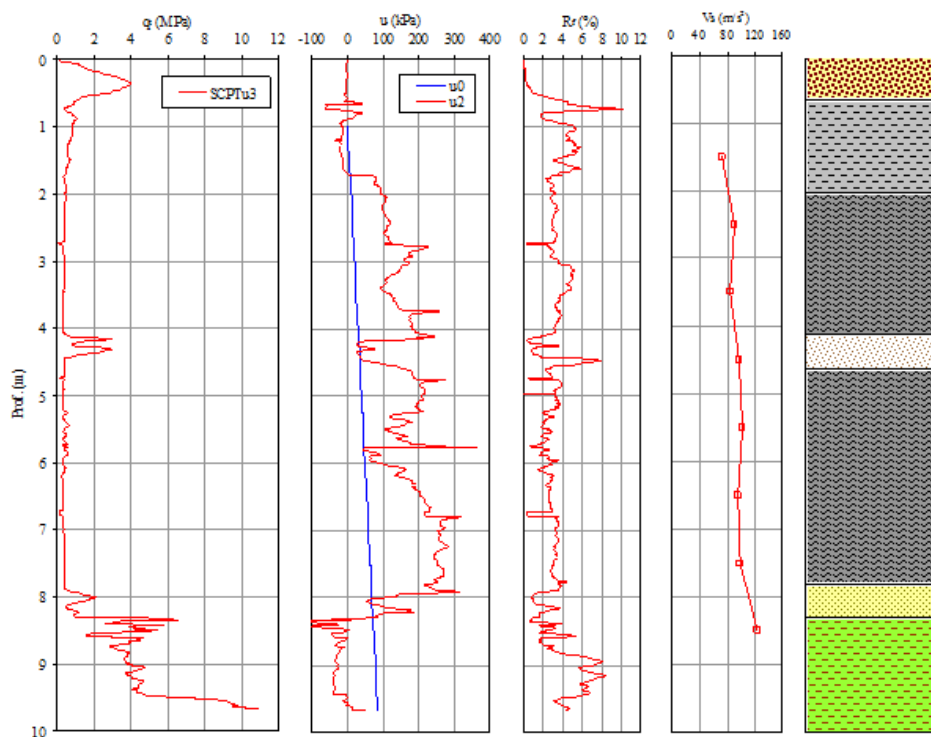 qt (MPa)
0 2 4 6 8 10 12
u (kPa)
-100 0 100 200 300 400
Rf (%)
0 2 4 6 8 10 12
Vs (m/s²)
0 40 80 120 160
SCPTu3
u0
u2
Prof. (m)
0
1
2
3
4
5
6
7
8
9
10